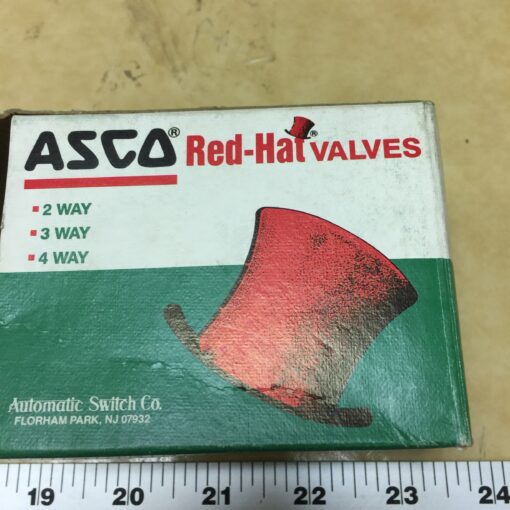 ASCO® Red-Hat® VALVES
▪ 2 WAY
▪ 3 WAY
▪ 4 WAY
Automatic Switch Co.
FLORHAM PARK, NJ 07932
19 20 21 22 23 24